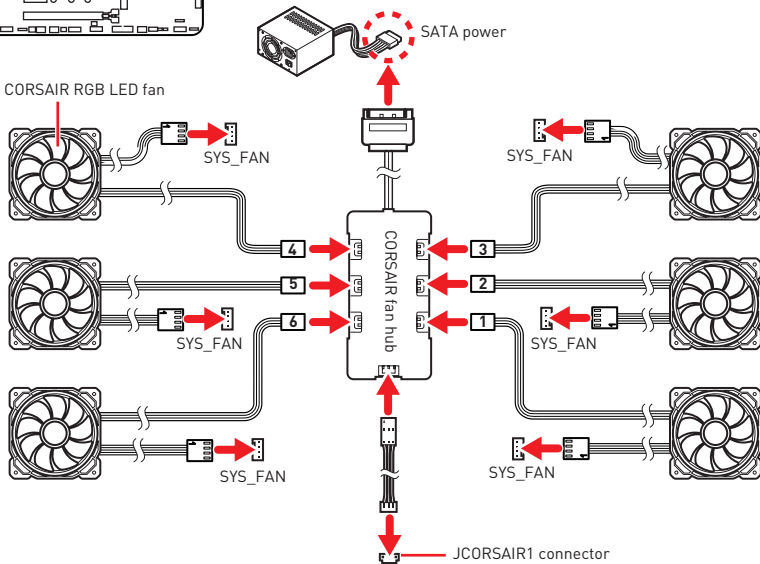 SATA power
CORSAIR RGB LED fan
SYS_FAN
SYS_FAN
4
3
CORSAIR fan hub
5
2
6
1
SYS_FAN
SYS_FAN
SYS_FAN
SYS_FAN
JCORSAIR1 connector